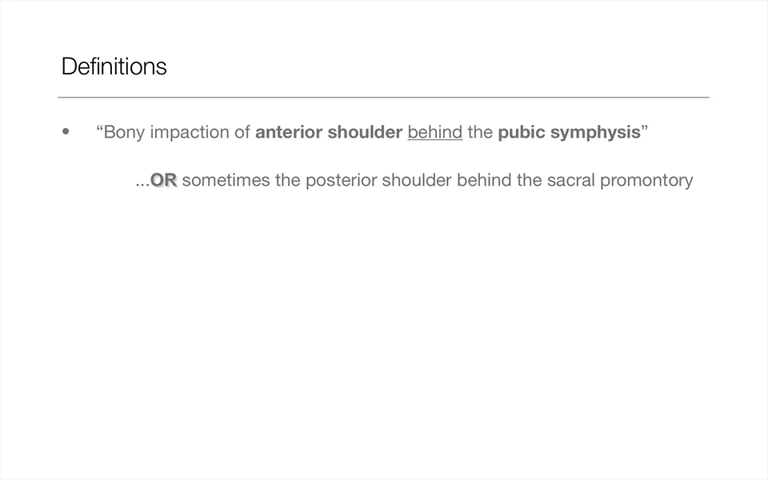 Definitions
• “Bony impaction of anterior shoulder behind the pubic symphysis”
...OR sometimes the posterior shoulder behind the sacral promontory